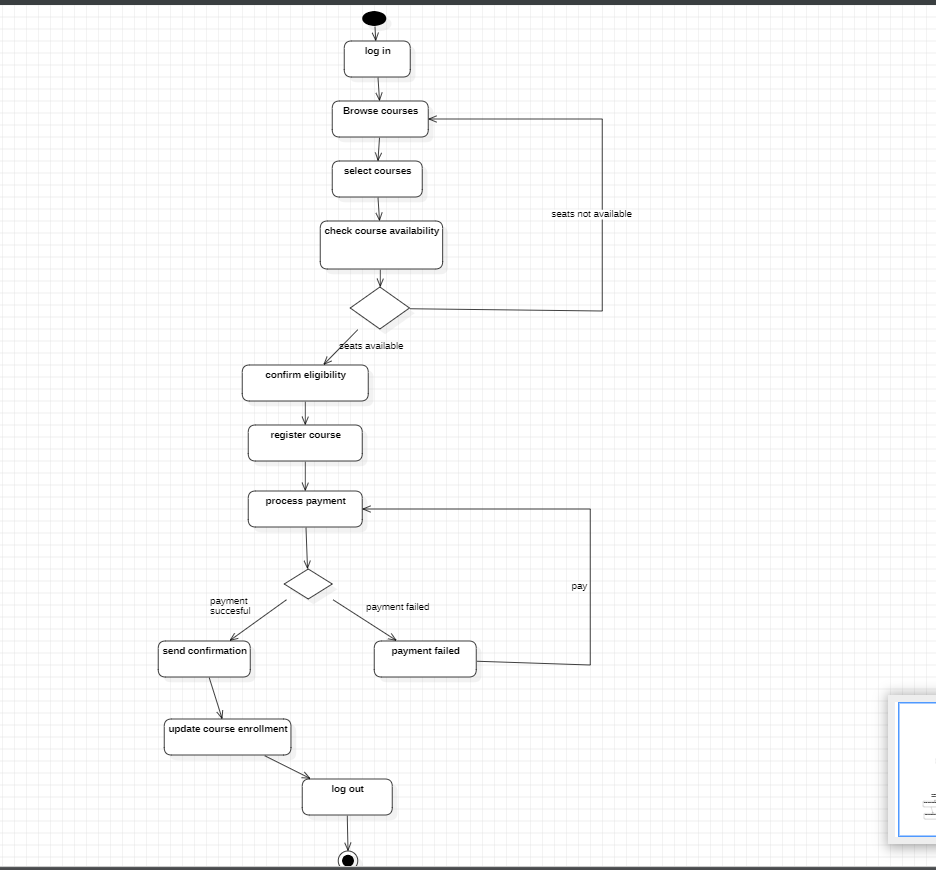 log in
Browse courses
select courses
check course availability
seats not available
seats available
confirm eligibility
register course
process payment
pay
payment
succesful
payment failed
send confirmation
payment failed
update course enrollment
log out